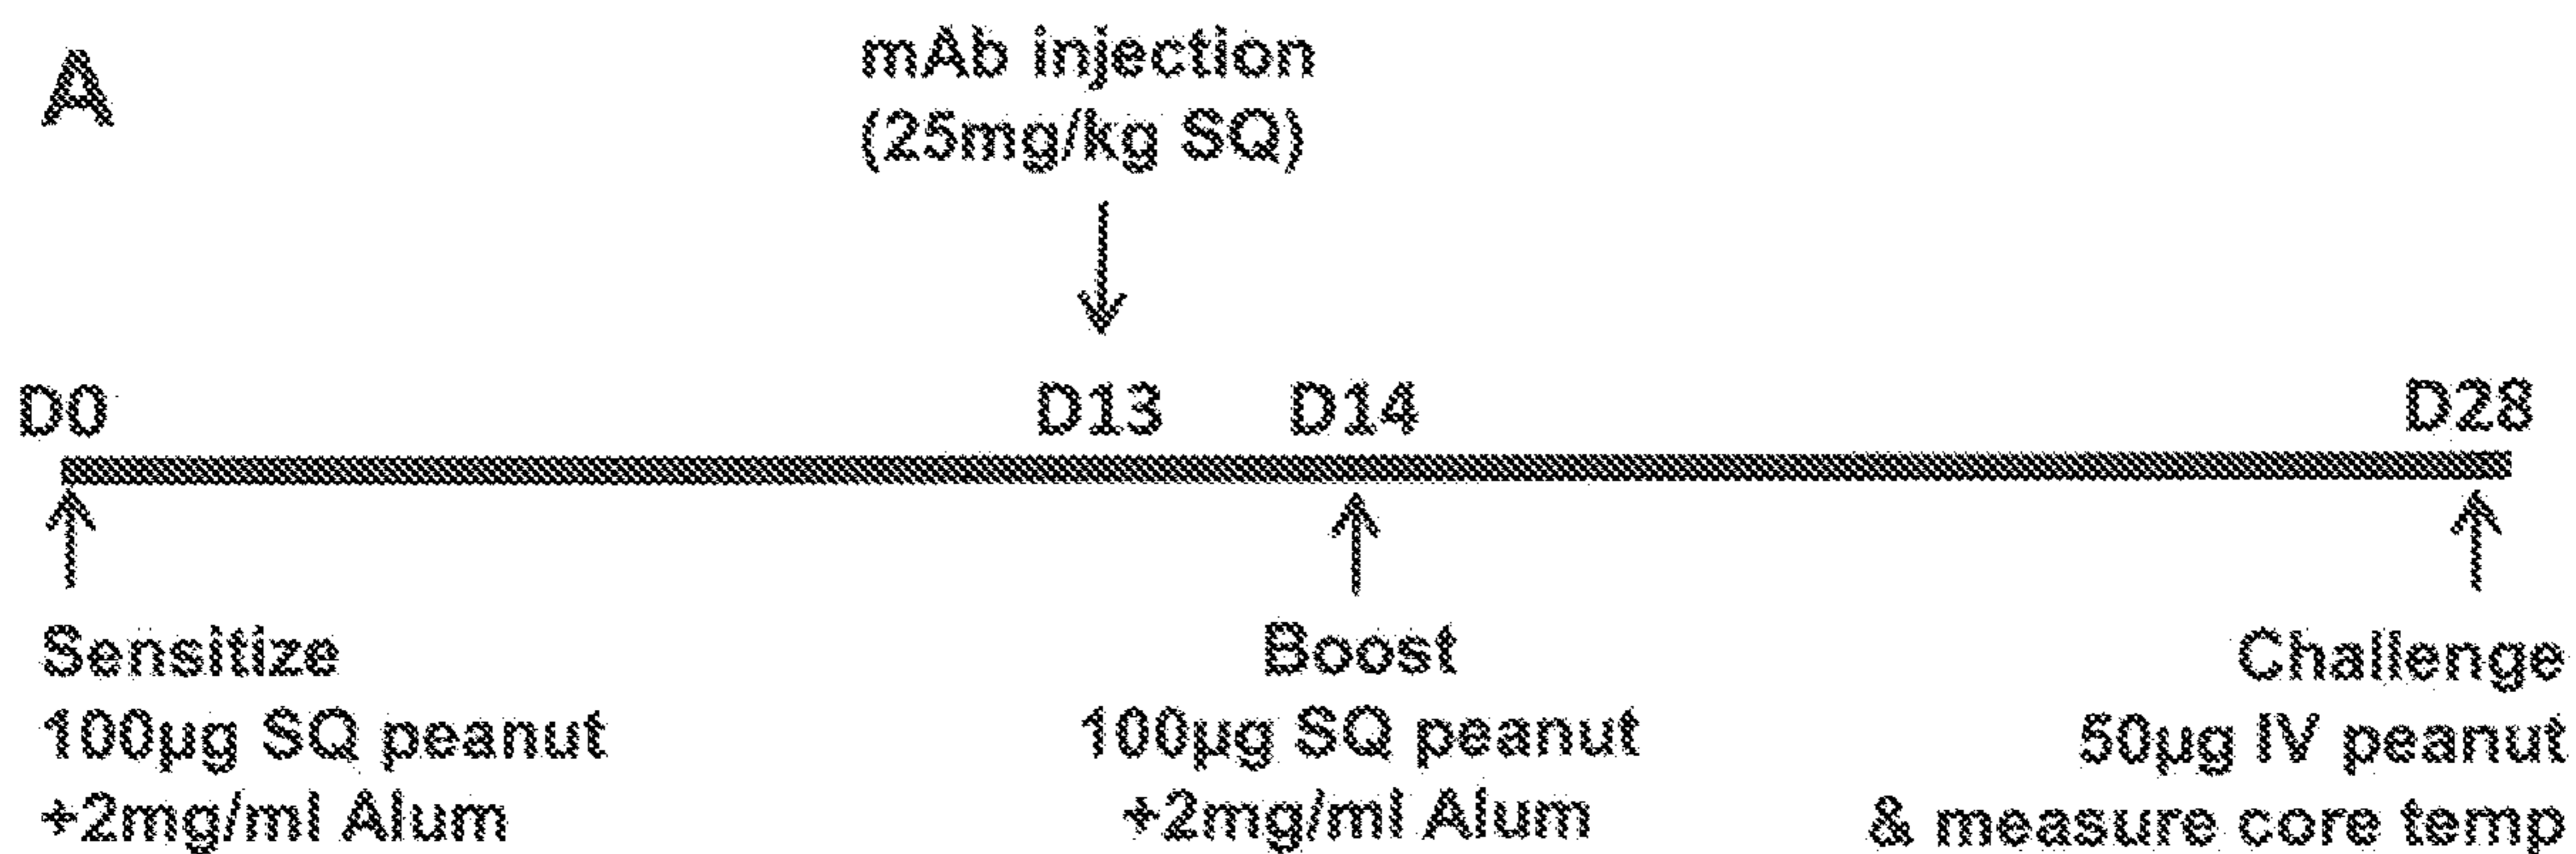 A
mAb injection
(25mg/kg SQ)
D0 D13 D14 D28
Sensitize
100µg SQ peanut
+2mg/ml Alum
Boost
100µg SQ peanut
+2mg/ml Alum
Challenge
50µg IV peanut
& measure core temp